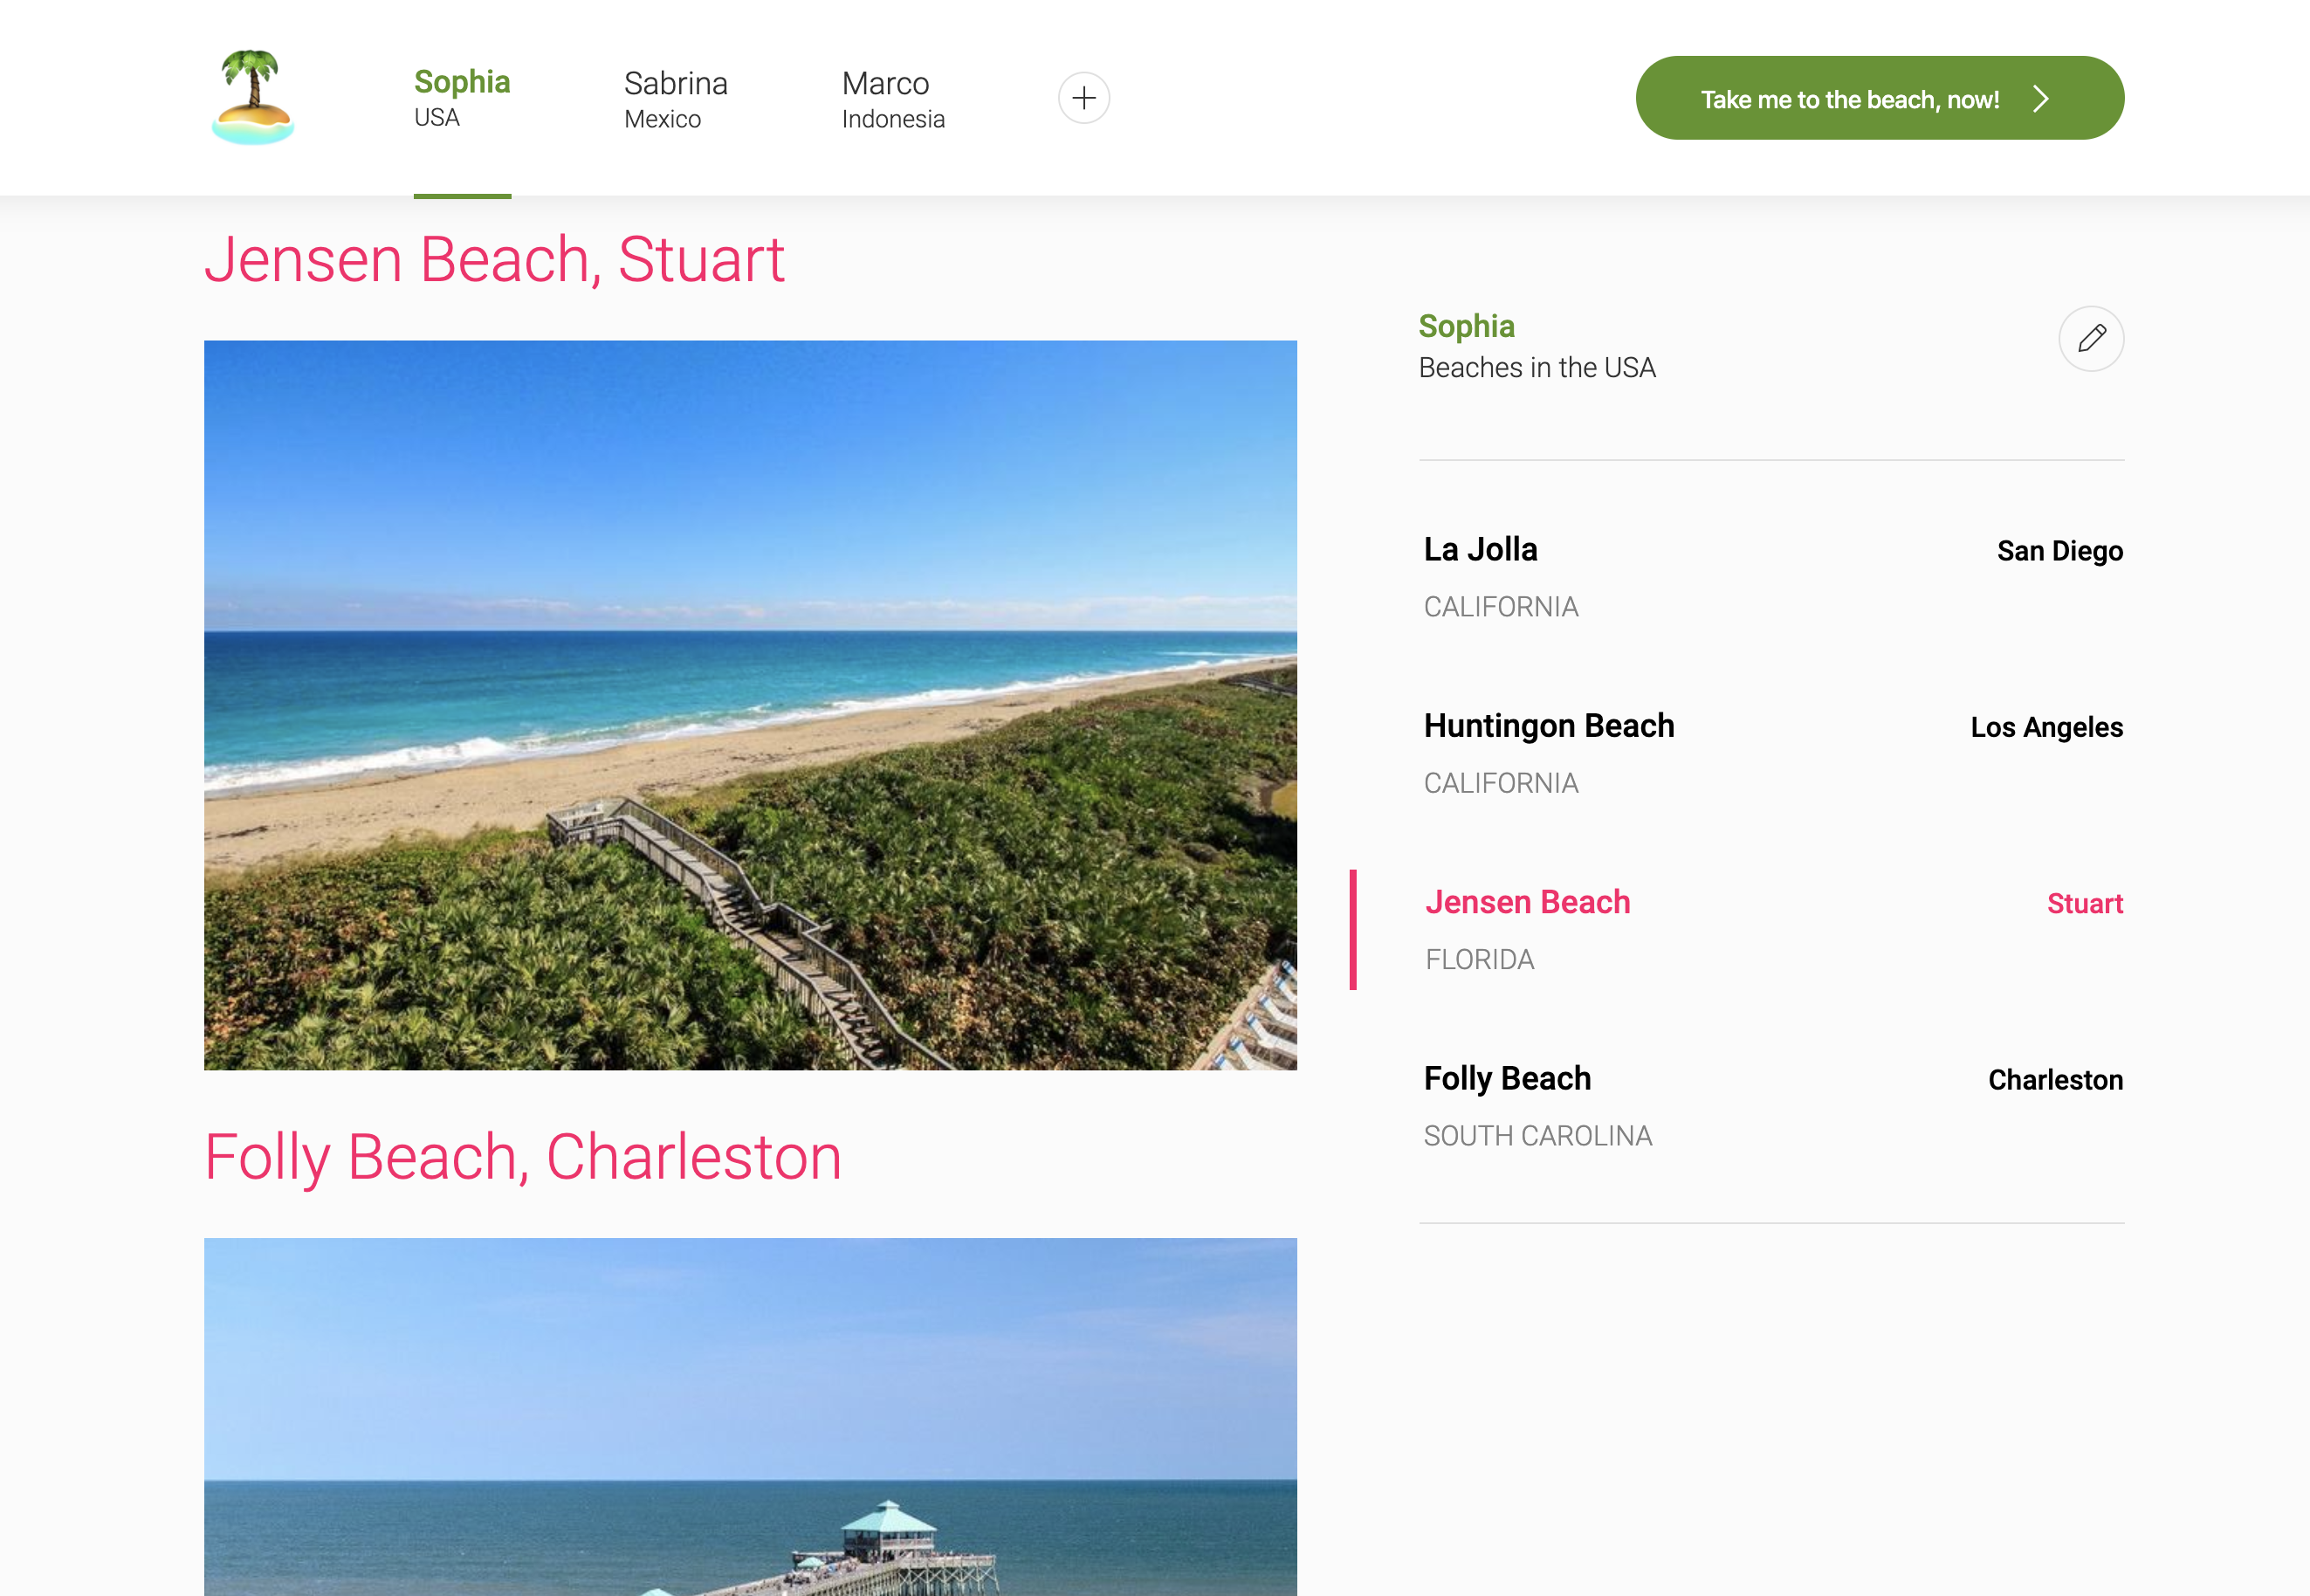 Sophia
USA
Sabrina
Mexico
Marco
Indonesia
Take me to the beach, now!
Jensen Beach, Stuart
Folly Beach, Charleston
Sophia
Beaches in the USA
La Jolla
San Diego
CALIFORNIA
Huntingon Beach
Los Angeles
CALIFORNIA
Jensen Beach
Stuart
FLORIDA
Folly Beach
Charleston
SOUTH CAROLINA